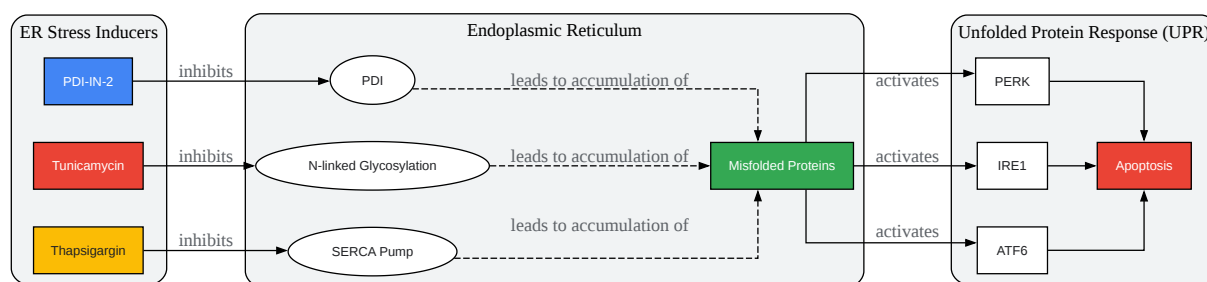 ER Stress Inducers
Endoplasmic Reticulum
Unfolded Protein Response (UPR)
PDI-IN-2
inhibits
PDI
leads to accumulation of
activates
PERK
Tunicamycin
inhibits
N-linked Glycosylation
leads to accumulation of
Misfolded Proteins
activates
IRE1
Apoptosis
Thapsigargin
inhibits
SERCA Pump
leads to accumulation of
activates
ATF6